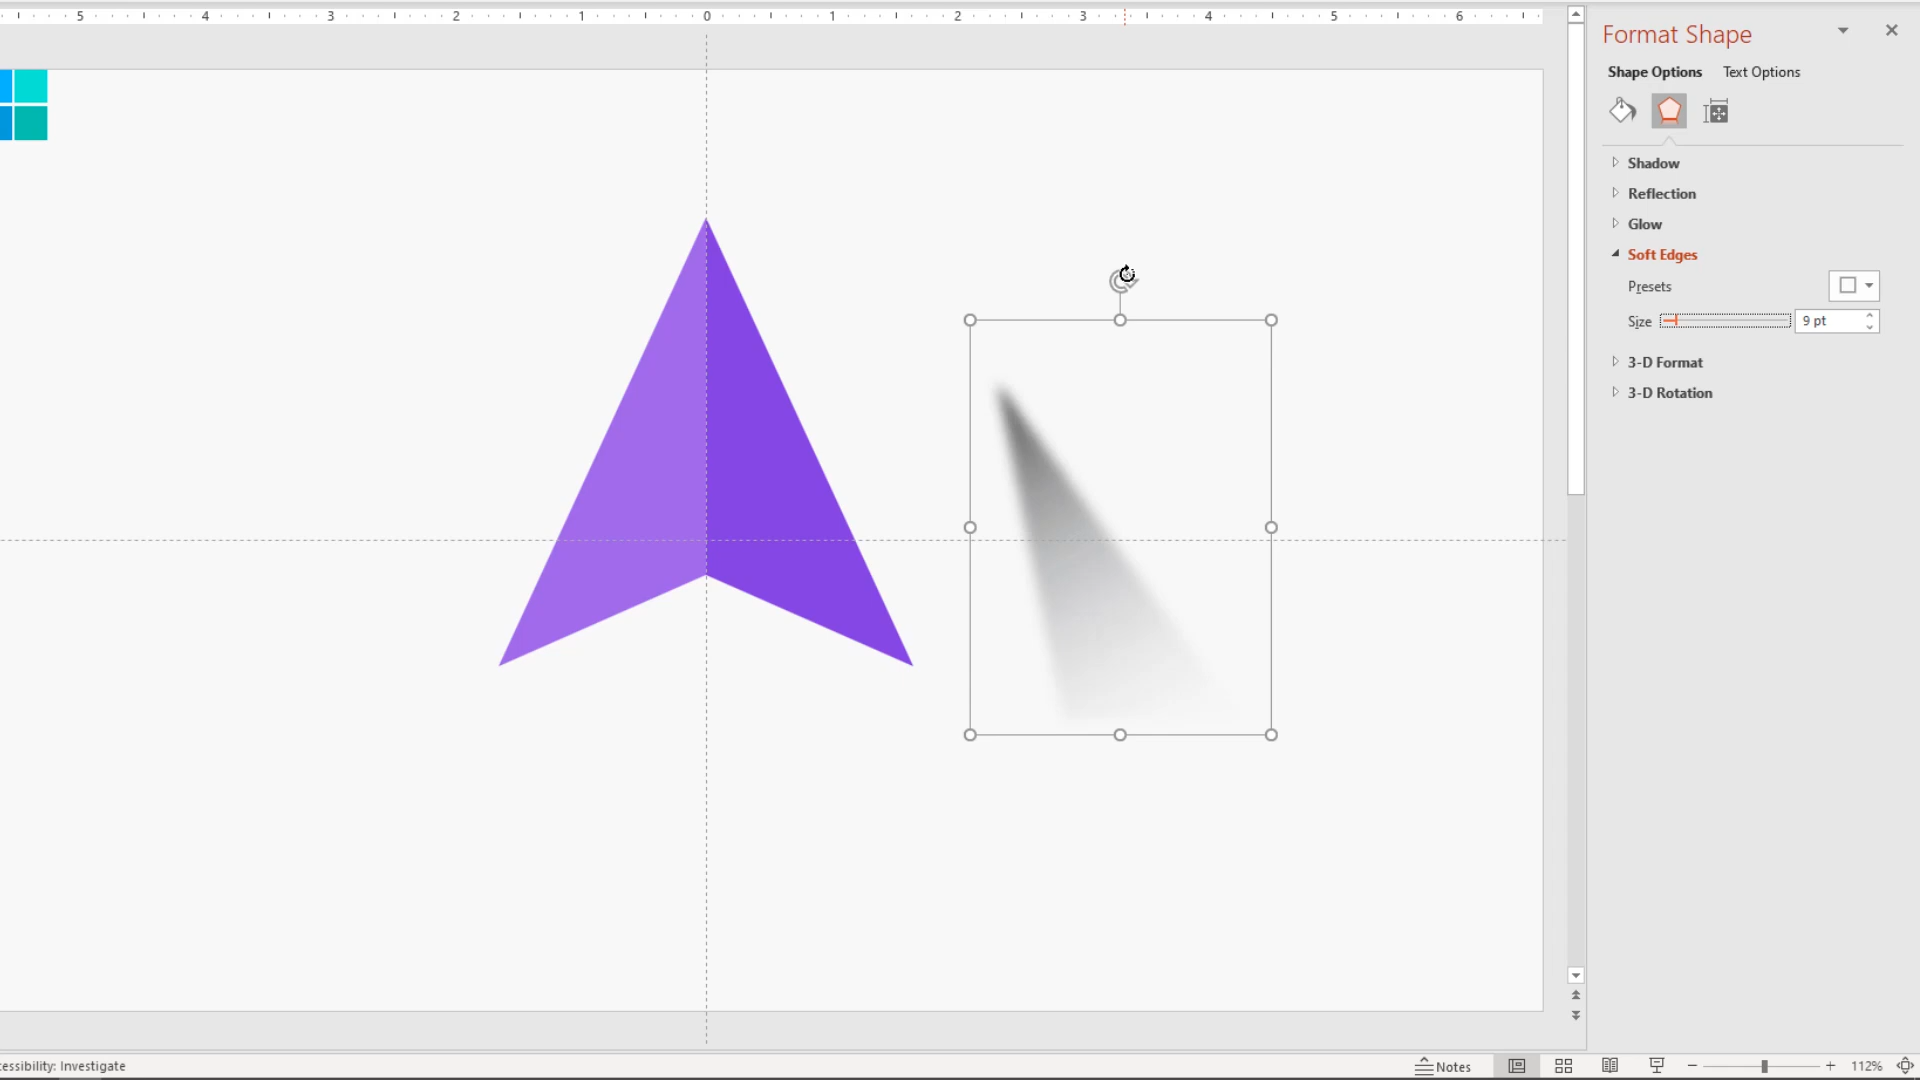 5 4 3 2 1 0 1 2 3 4 5 6
Format Shape
Shape Options Text Options
Shadow
Reflection
Glow
Soft Edges
Presets
Size 9 pt
3-D Format
3-D Rotation
cessibility: Investigate Notes 112%